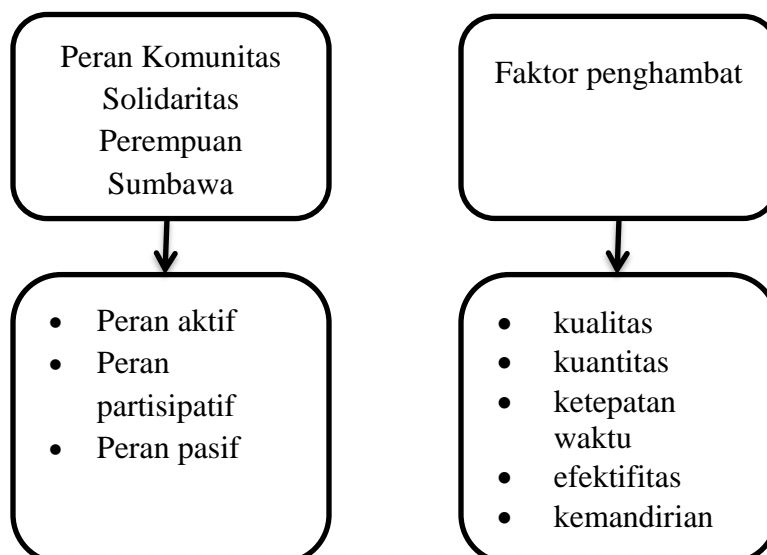 Peran Komunitas
Solidaritas
Perempuan
Sumbawa
Faktor penghambat
• Peran aktif
• Peran
partisipatif
• Peran pasif
• kualitas
• kuantitas
• ketepatan
waktu
• efektifitas
• kemandirian